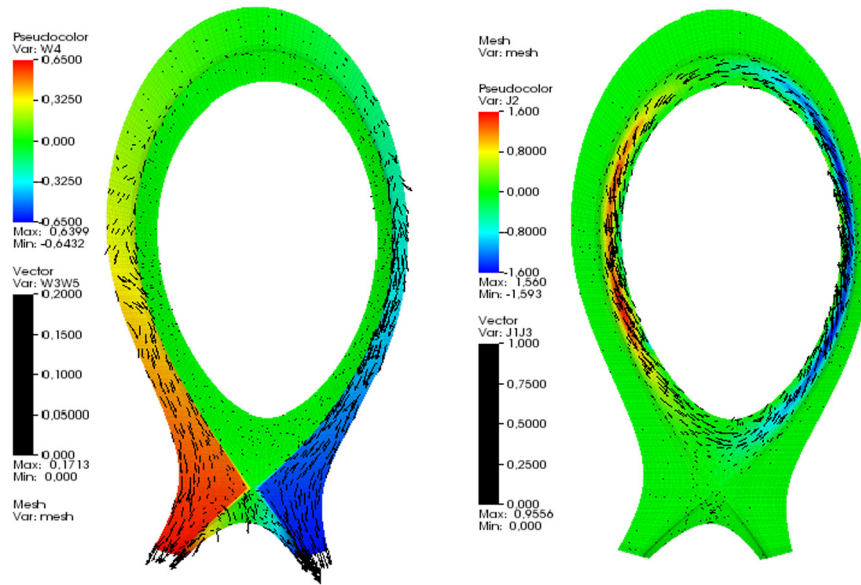 Pseudocolor
Var: W4
0,6500
0,3250
0,000
-0,3250
-0,6500
Max: 0,6399
Min: -0,6432
Vector
Var: W3W5
0,2000
0,1500
0,1000
0,05000
0,000
Max: 0,1713
Min: 0,000
Mesh
Var: mesh
Mesh
Var: mesh
Pseudocolor
Var: J2
1,600
0,8000
0,000
-0,8000
-1,600
Max: 1,560
Min: -1,593
Vector
Var: J1J3
1,000
0,7500
0,5000
0,2500
0,000
Max: 0,9556
Min: 0,000